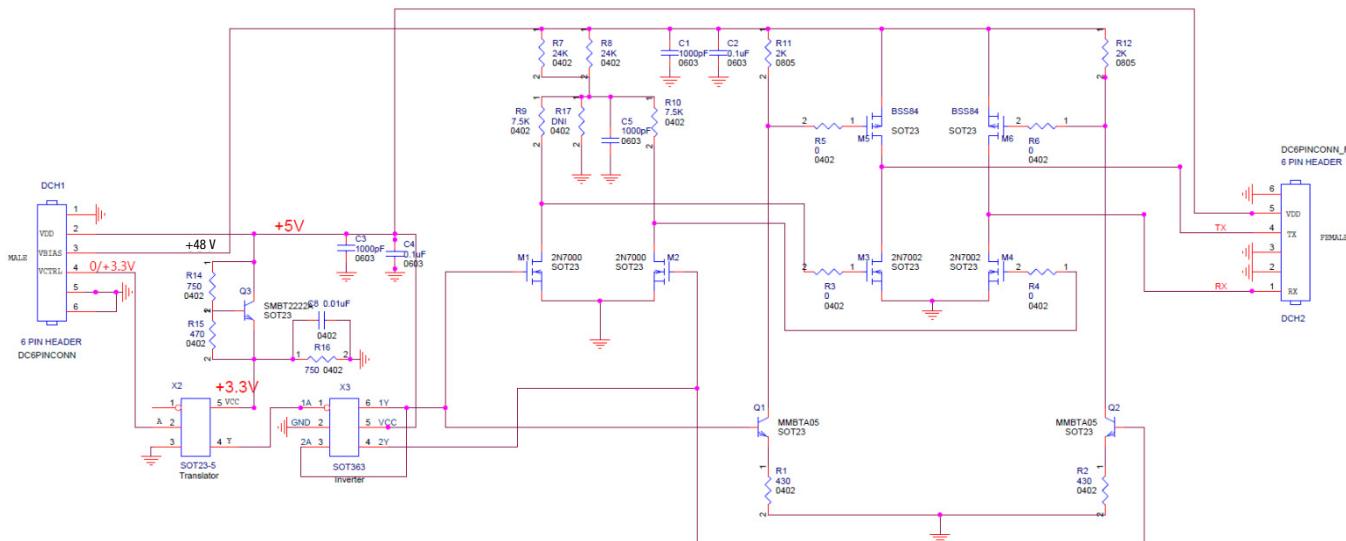 R7
24K
0402
R8
24K
0402
C1
1000pF
0603
C2
0.1uF
0603
R11
2K
0805
R12
2K
0805
R9
7.5K
0402
R17
DNI
0402
C5
1000pF
0603
R10
7.5K
0402
BSS84
SOT23
M5
BSS84
SOT23
M6
R5
0
0402
R6
0
0402
DCH1
MALE
VDD
VBIAS
VCTRL
1
2
3
4
5
6
6 PIN HEADER
DC6PINCONN
+5V
+48 V
0/+3.3V
C3
1000pF
0603
C4
0.1uF
0603
R14
750
0402
R15
470
0402
Q3
SMBT2222A
SOT23
C8 0.01uF
0402
R16
750 0402
+3.3V
M1
2N7000
SOT23
2N7000
SOT23
M2
R3
0
0402
M3
2N7002
SOT23
2N7002
SOT23
M4
R4
0
0402
6 PIN HEADER
6
5
4
3
2
1
VDD
TX
RX
FEMALE
DCH2
TX
RX
X2
1
2
3
5 VCC
4 Y
A
SOT23-5
Translator
X3
1A 1
GND 2
2A 3
6 1Y
5 VCC
4 2Y
SOT363
Inverter
Q1
MMBTA05
SOT23
R1
430
0402
Q2
MMBTA05
SOT23
R2
430
0402